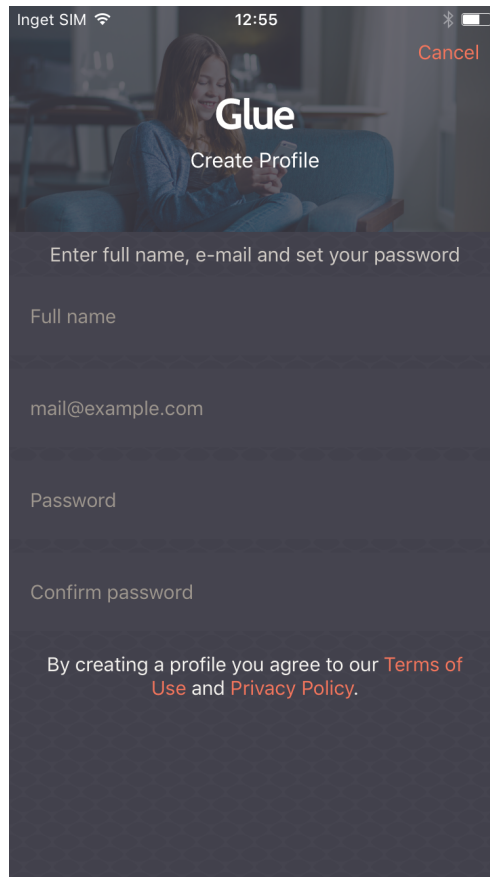 Inget SIM 12:55
Cancel
Glue
Create Profile
Enter full name, e-mail and set your password
Full name
mail@example.com
Password
Confirm password
By creating a profile you agree to our Terms of
Use and Privacy Policy.